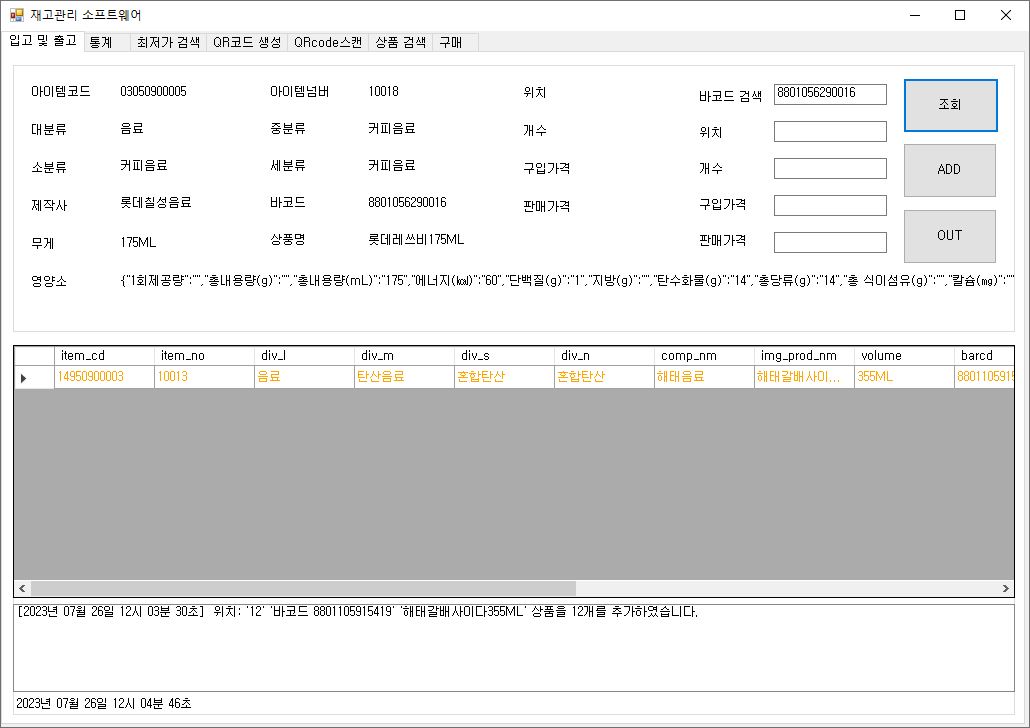 재고관리 소프트웨어
입고 및 출고 통계 최저가 검색 QR코드 생성 QRcode스캔 상품 검색 구매
아이템코드 03050900005 아이템넘버 10018 위치 바코드 검색 8801056290016 조회
대분류 음료 중분류 커피음료 개수 위치
소분류 커피음료 세분류 커피음료 구입가격 개수 ADD
제작사 롯데칠성음료 바코드 8801056290016 판매가격 구입가격
무게 175ML 상품명 롯데레쓰비175ML 판매가격 OUT
영양소 {"1회제공량":"","총내용량(g)":"","총내용량(mL)":"175","에너지(㎉)":"60","단백질(g)":"1","지방(g)":"","탄수화물(g)":"14","총당류(g)":"14","총 식이섬유(g)":"","칼슘(㎎)":""
item_cd item_no div_l div_m div_s div_n comp_nm img_prod_nm volume barcd
14950900003 10013 음료 탄산음료 혼합탄산 혼합탄산 해태음료 해태갈배사이... 355ML 8801105915
[2023년 07월 26일 12시 03분 30초] 위치: '12' '바코드 8801105915419' '해태갈배사이다355ML' 상품을 12개를 추가하였습니다.
2023년 07월 26일 12시 04분 46초